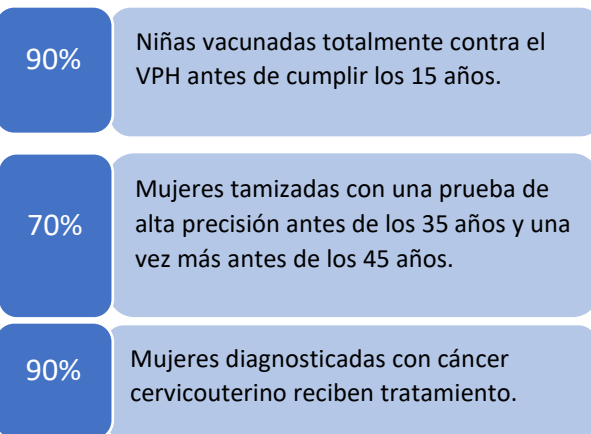 90%
Niñas vacunadas totalmente contra el
VPH antes de cumplir los 15 años.
70%
Mujeres tamizadas con una prueba de
alta precisión antes de los 35 años y una
vez más antes de los 45 años.
90%
Mujeres diagnosticadas con cáncer
cervicouterino reciben tratamiento.